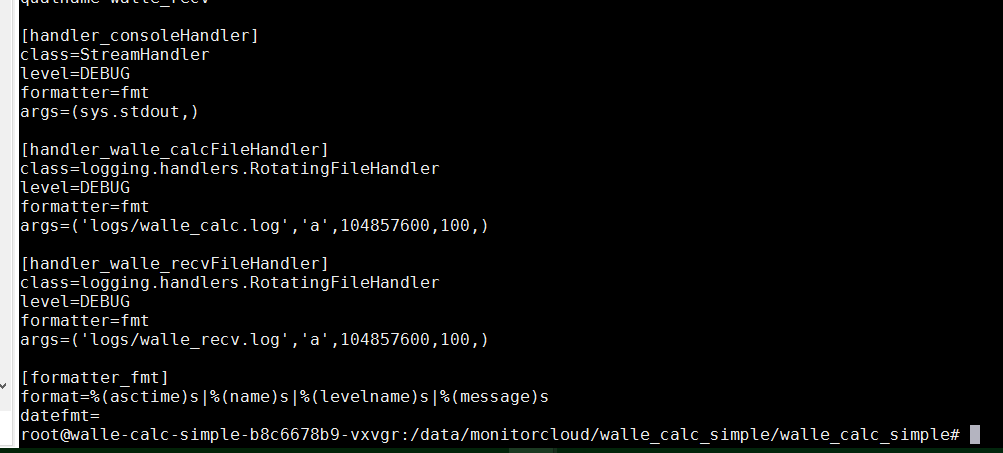 qualname=walle_recv
[handler_consoleHandler]
class=StreamHandler
level=DEBUG
formatter=fmt
args=(sys.stdout,)
[handler_walle_calcFileHandler]
class=logging.handlers.RotatingFileHandler
level=DEBUG
formatter=fmt
args=('logs/walle_calc.log','a',104857600,100,)
[handler_walle_recvFileHandler]
class=logging.handlers.RotatingFileHandler
level=DEBUG
formatter=fmt
args=('logs/walle_recv.log','a',104857600,100,)
[formatter_fmt]
format=%(asctime)s|%(name)s|%(levelname)s|%(message)s
datefmt=
root@walle-calc-simple-b8c6678b9-vxvgr:/data/monitorcloud/walle_calc_simple/walle_calc_simple#